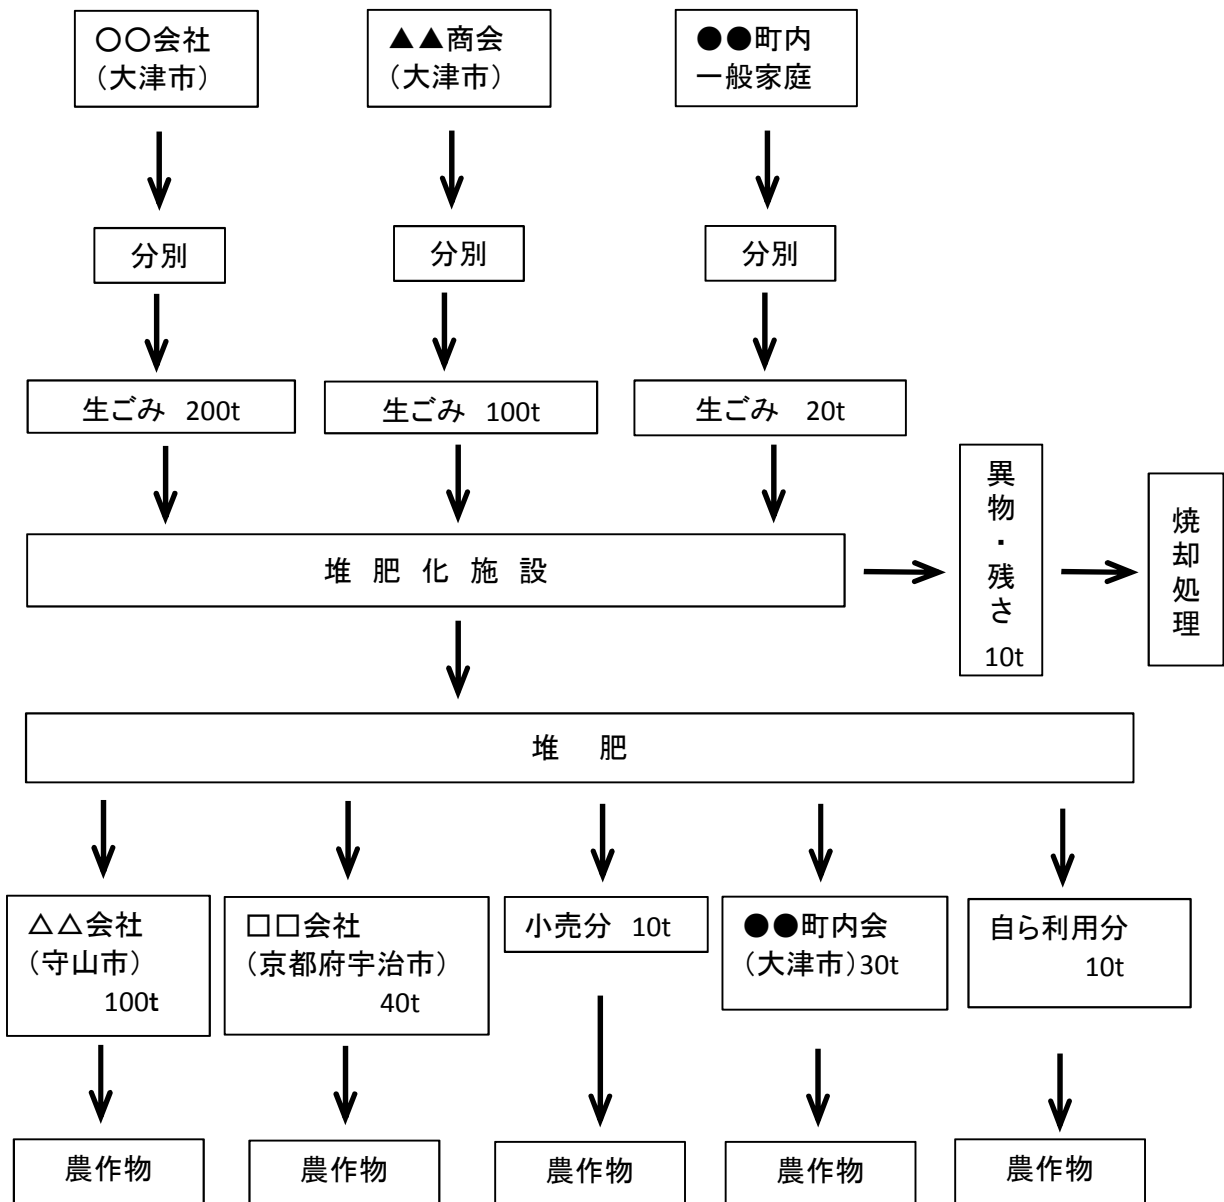 ○○会社
(大津市)
▲▲商会
(大津市)
●●町内
一般家庭
分別
分別
分別
生ごみ 200t
生ごみ 100t
生ごみ 20t
異物・残さ
10t
焼却処理
堆肥化施設
堆肥
△△会社
(守山市)
100t
□□会社
(京都府宇治市)
40t
小売分 10t
●●町内会
(大津市)30t
自ら利用分
10t
農作物
農作物
農作物
農作物
農作物